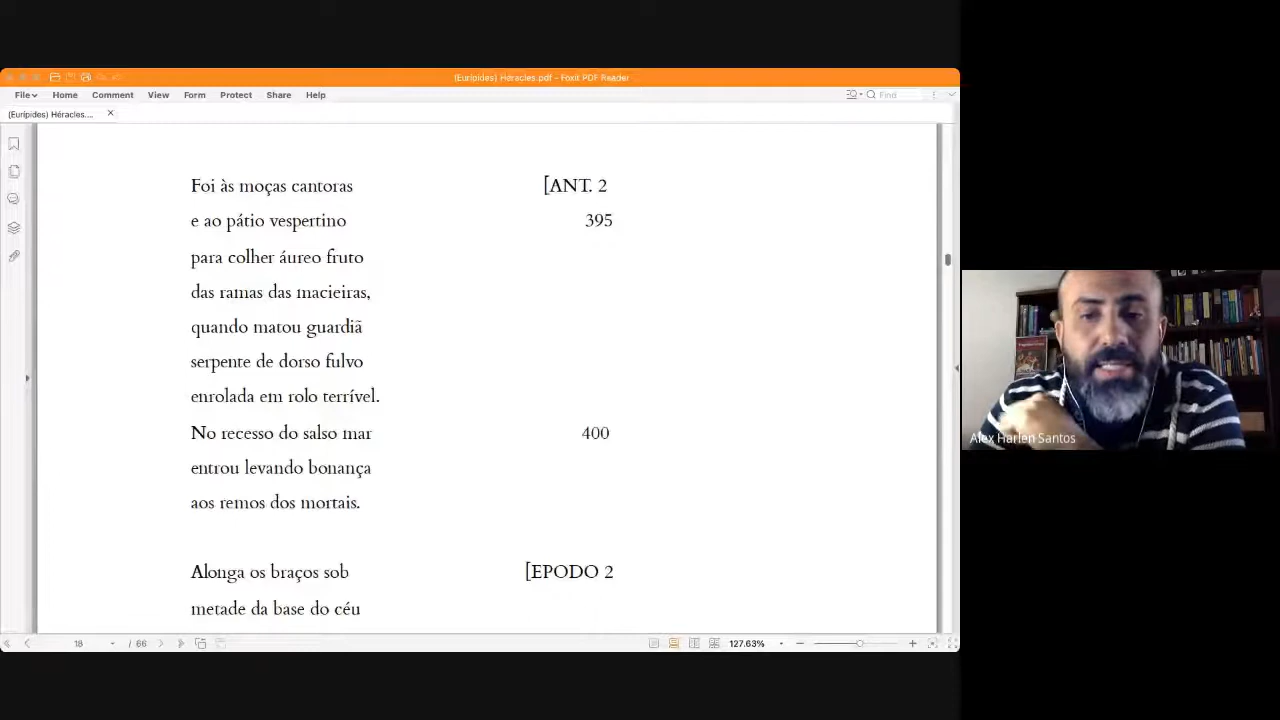 (Eurípides) Héracles.pdf - Foxit PDF Reader
File Home Comment View Form Protect Share Help Find
(Eurípides) Héracles....
Foi às moças cantoras [ANT. 2
e ao pátio vespertino 395
para colher áureo fruto
das ramas das macieiras,
quando matou guardiã
serpente de dorso fulvo
enrolada em rolo terrível.
No recesso do salso mar 400
entrou levando bonança
aos remos dos mortais.
Alonga os braços sob [EPODO 2
metade da base do céu
Alex Harlen Santos
18 / 66 127.63%